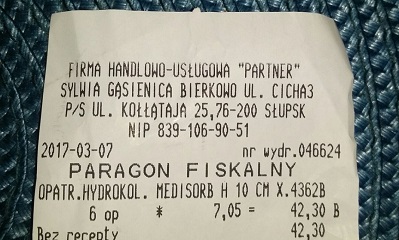 FIRMA HANDLOWO-USŁUGOWA "PARTNER"
SYLWIA GĄSIENICA BIERKOWO UL. CICHA3
P/S UL. KOŁŁĄTAJA 25,76-200 SŁUPSK
NIP 839-106-90-51
2017-03-07 nr wydr.046624
PARAGON FISKALNY
OPATR.HYDROKOL. MEDISORB H 10 CM X.4362B
6 op * 7,05 = 42,30 B
Bez recepty 42,30